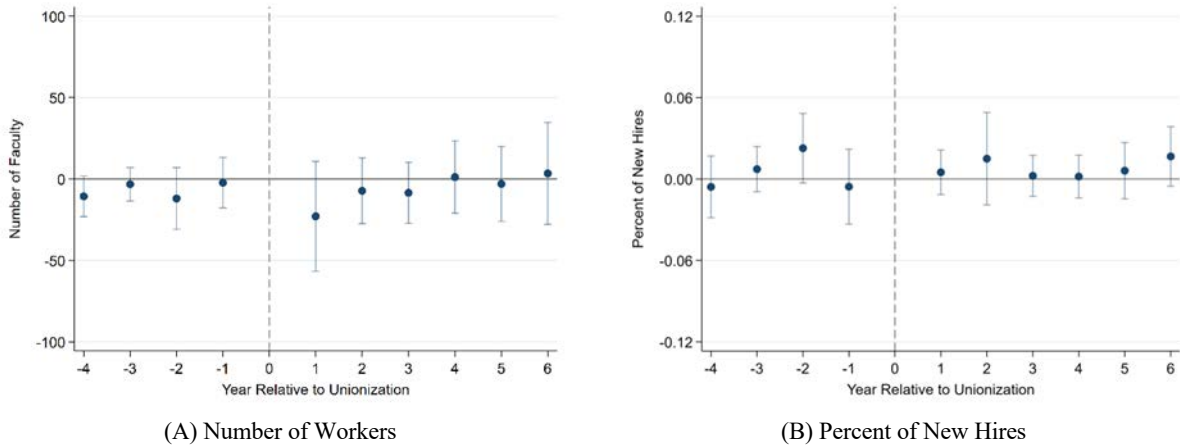 100
50
0
-50
-100
Number of Faculty
-4 -3 -2 -1 0 1 2 3 4 5 6
Year Relative to Unionization
(A) Number of Workers
0.12
0.06
0.00
-0.06
-0.12
Percent of New Hires
-4 -3 -2 -1 0 1 2 3 4 5 6
Year Relative to Unionization
(B) Percent of New Hires